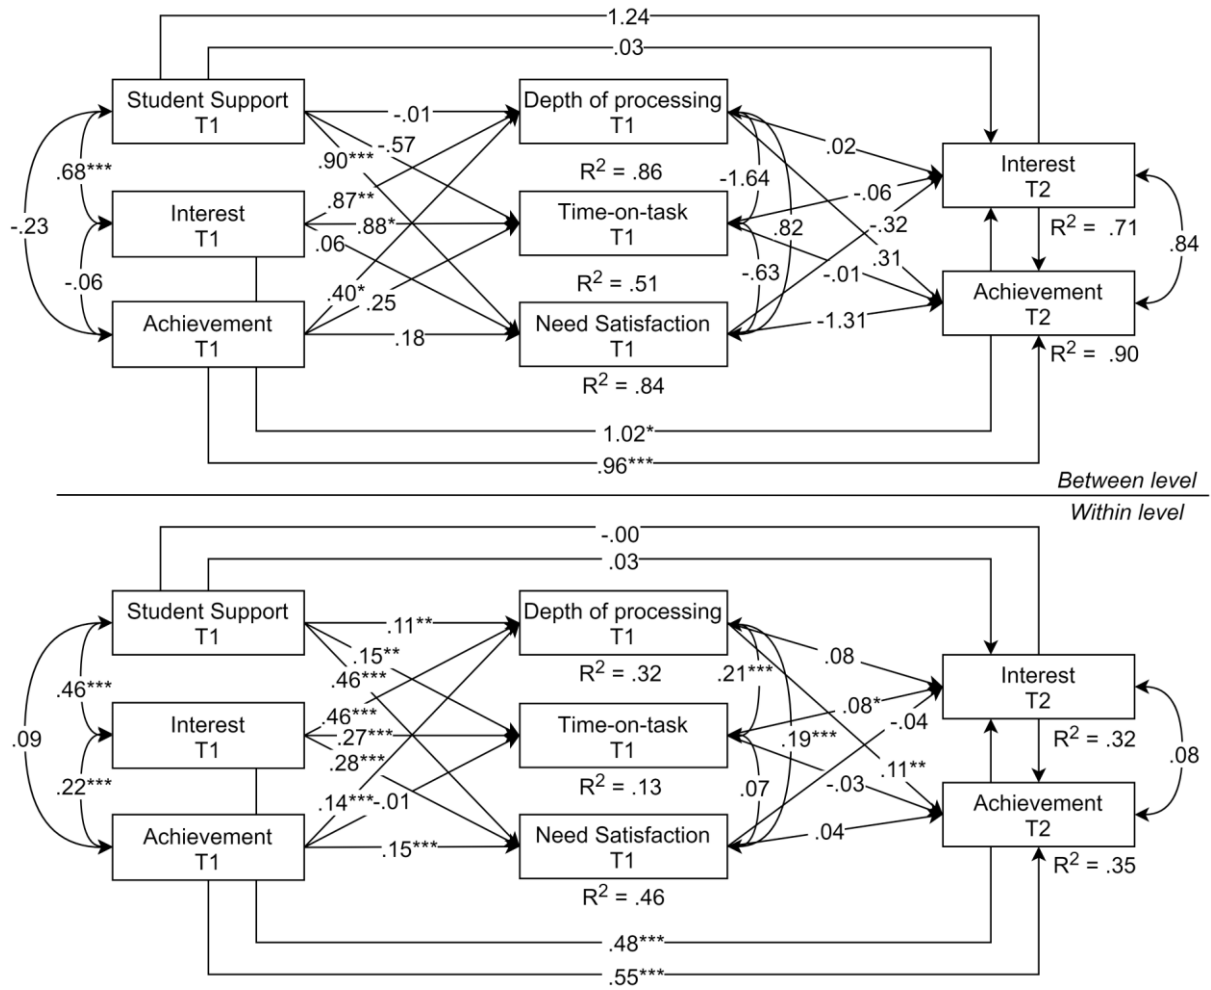 1.24
.03
Student Support
T1
Depth of processing
T1
-.01
-.57
.90***
.02
Interest
T2
.68***
R² = .86
-1.64
-.06
Interest
T1
.87**
.88*
.06
Time-on-task
T1
.82
-.32
R² = .71
-.23
.84
-.06
R² = .51
-.63
.31
-.01
Achievement
T2
.40*
.25
Achievement
T1
.18
Need Satisfaction
T1
-1.31
R² = .90
R² = .84
1.02*
.96***
Between level
Within level
-.00
.03
Student Support
T1
.11**
Depth of processing
T1
.15**
.46***
.08
R² = .32
.21***
Interest
T2
.46***
.08*
Interest
T1
.46***
.27***
.28***
Time-on-task
T1
.19***
-.04
R² = .32
.09
.08
.22***
R² = .13
.07
.11**
-.03
Achievement
T2
.14***
-.01
Achievement
T1
.15***
Need Satisfaction
T1
.04
R² = .35
R² = .46
.48***
.55***